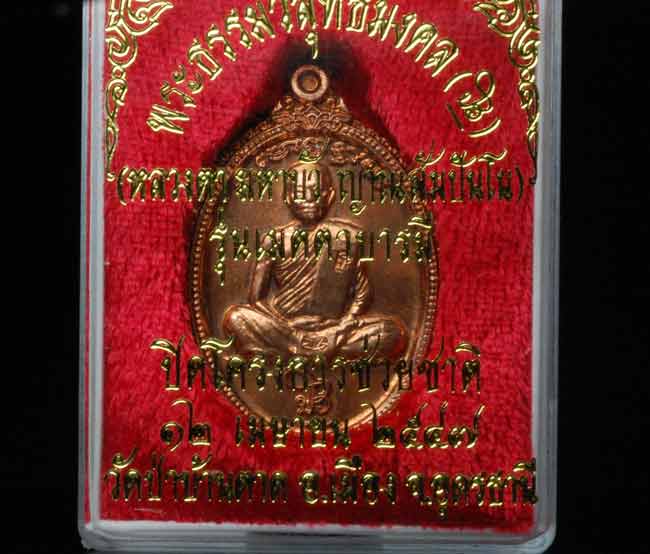 พระธรรมวิสุทธิมงคล (บัว)
(หลวงตามหาบัว ญาณสัมปันโน)
รุ่นเมตตาบารมี
ปิดโครงการช่วยชาติ
๑๒ เมษายน ๒๕๔๗
วัดป่าบ้านตาด อ.เมือง จ.อุดรธานี